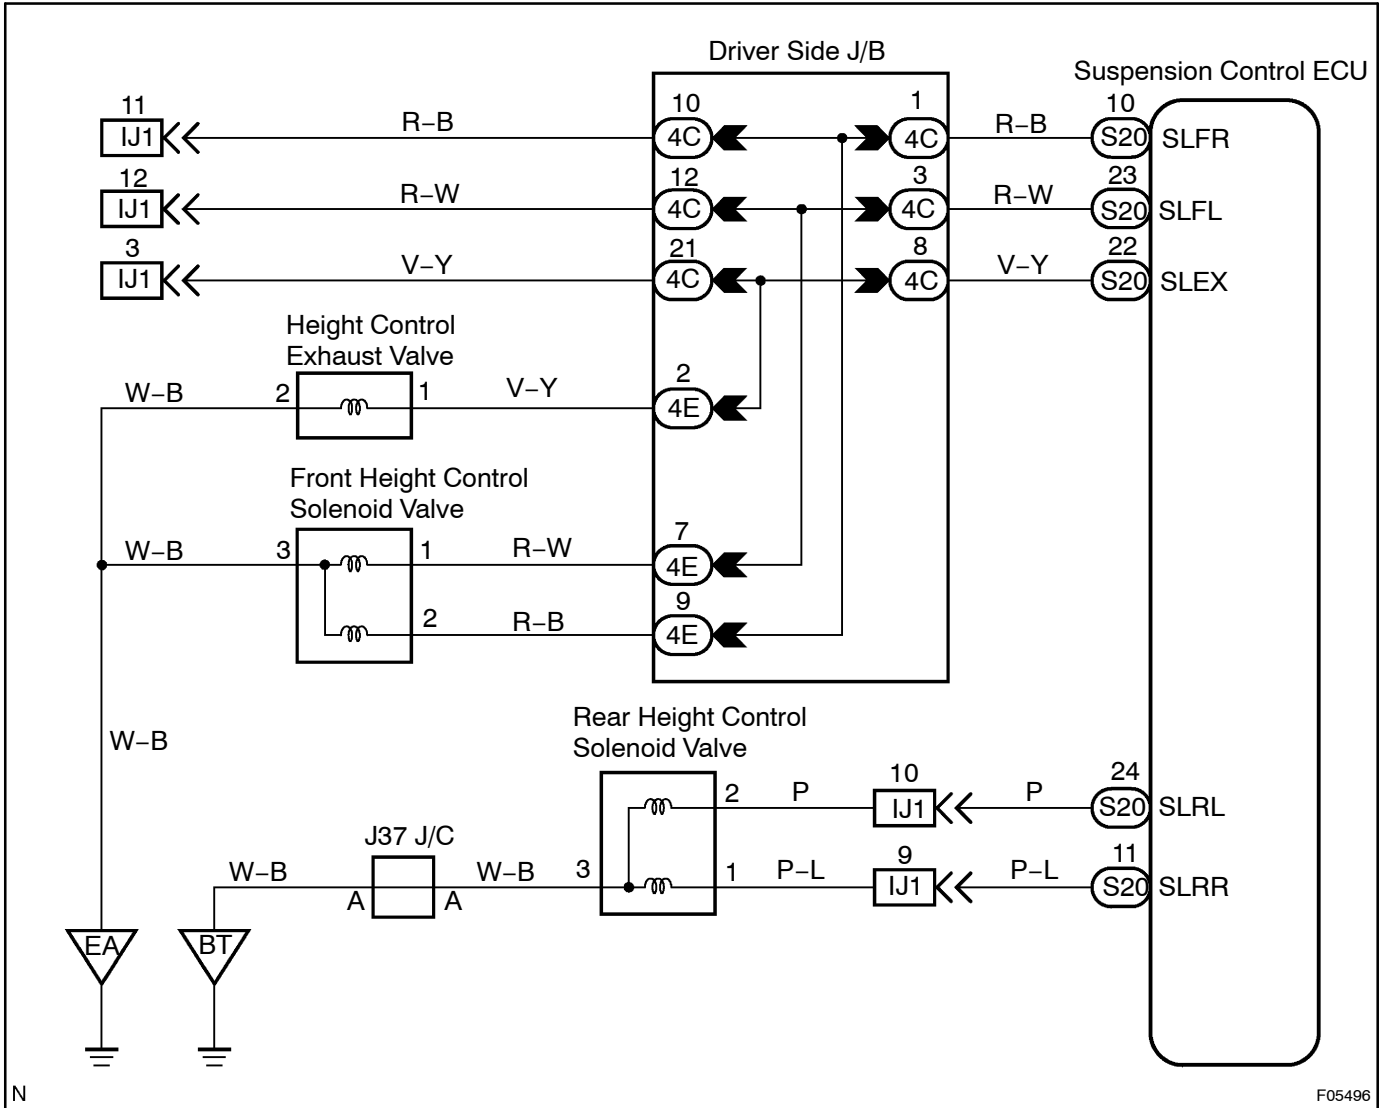 Driver Side J/B
Suspension Control ECU
11
IJ1
R–B
10
4C
1
4C
R–B
10
S20
SLFR
12
IJ1
R–W
12
4C
3
4C
R–W
23
S20
SLFL
3
IJ1
V–Y
21
4C
8
4C
V–Y
22
S20
SLEX
Height Control
Exhaust Valve
W–B
2
1
V–Y
2
4E
Front Height Control
Solenoid Valve
W–B
3
1
R–W
7
4E
2
R–B
9
4E
W–B
Rear Height Control
Solenoid Valve
2
P
10
IJ1
P
24
S20
SLRL
J37 J/C
W–B
A
A
W–B
3
1
P–L
9
IJ1
P–L
11
S20
SLRR
EA
BT
N
F05496